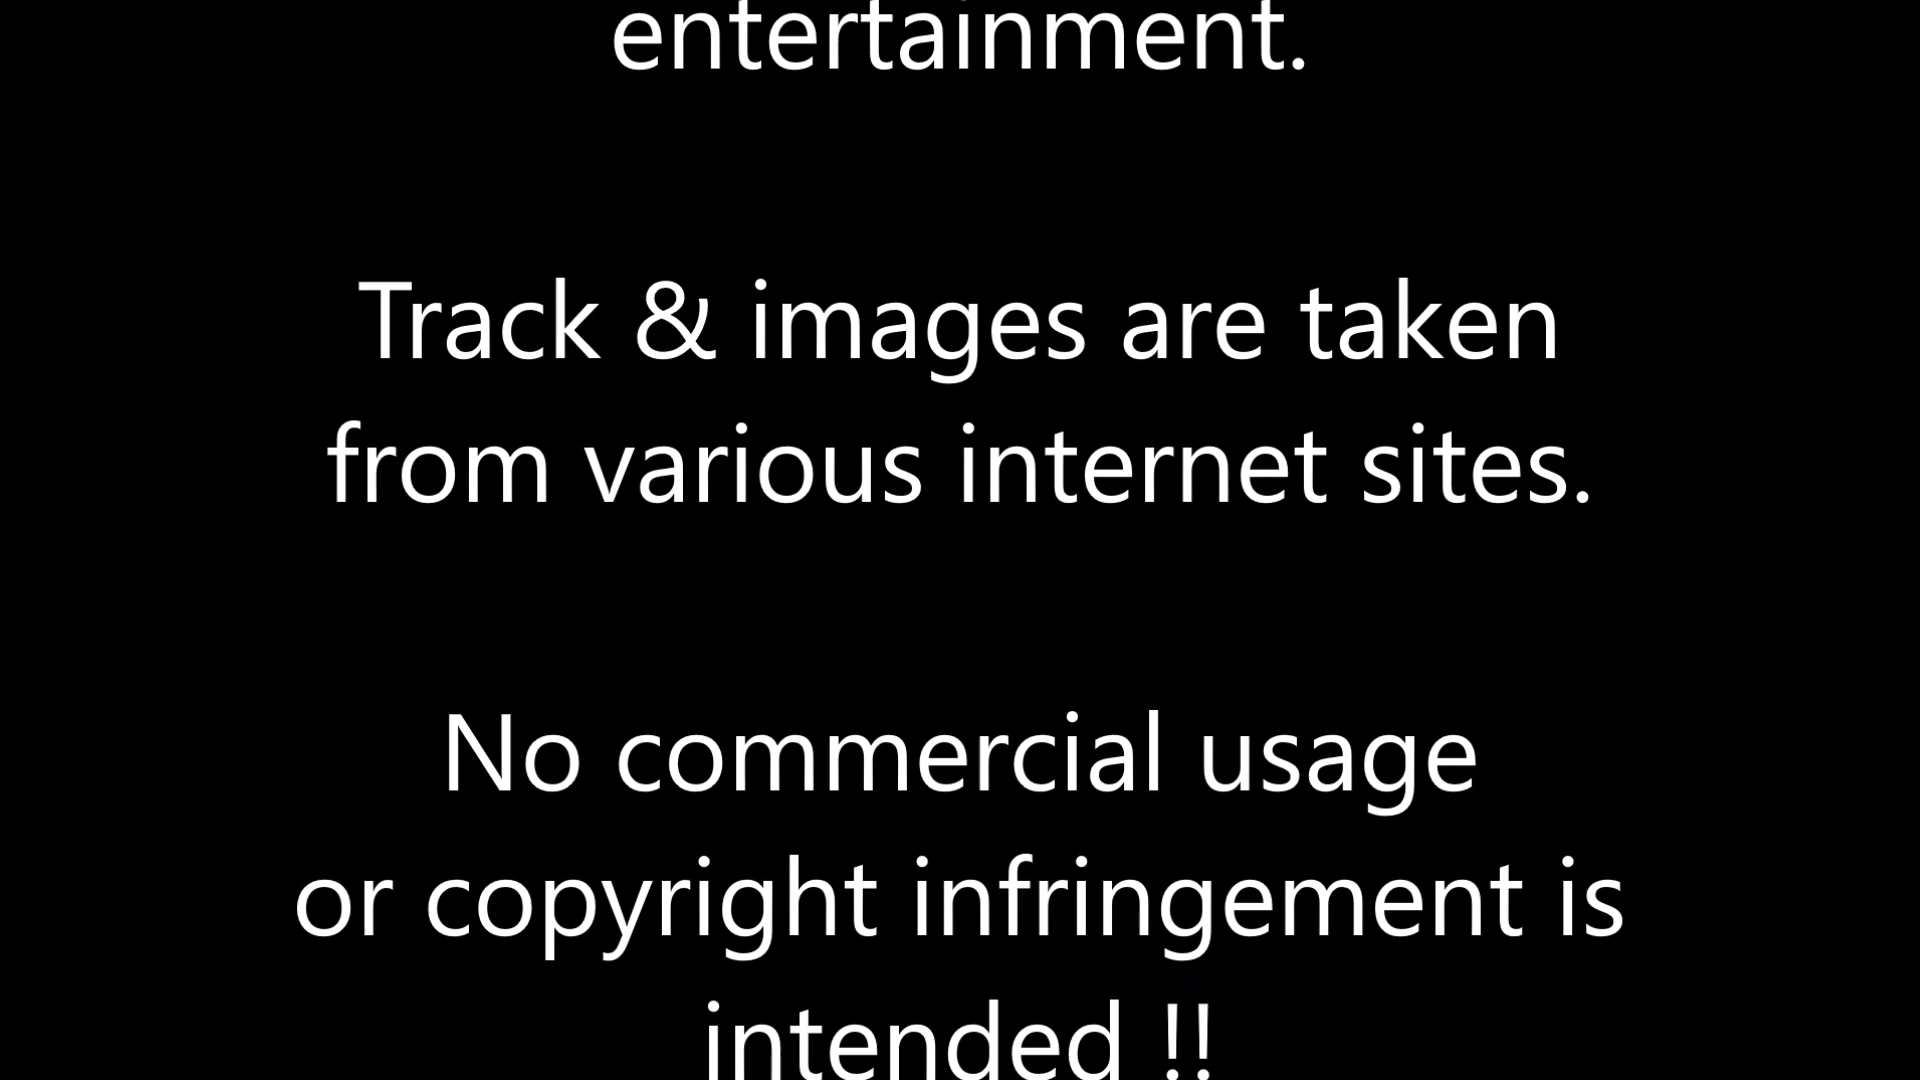 entertainment.
Track & images are taken
from various internet sites.
No commercial usage
or copyright infringement is
intended !!